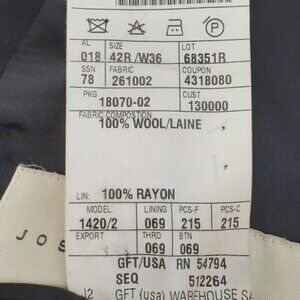 P
AL SIZE LOT
018 42R /W36 68351R
SSN FABRIC COUPON
78 261002 4318080
PKG CUST
18070-02 130000
FABRIC COMPOSITION
100% WOOL/LAINE
LIN: 100% RAYON
MODEL LINING PCS-F PCS-C
1420/2 069 215 215
EXPORT THRD BTN
069 069
JOS
GFT/USA RN 54794
SEQ 512264
GFT (usa) WAREHOUSE SA